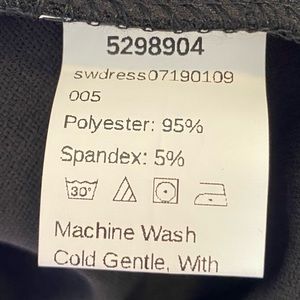 5298904
swdress07190109
005
Polyester: 95%
Spandex: 5%
30°
Machine Wash
Cold Gentle, With